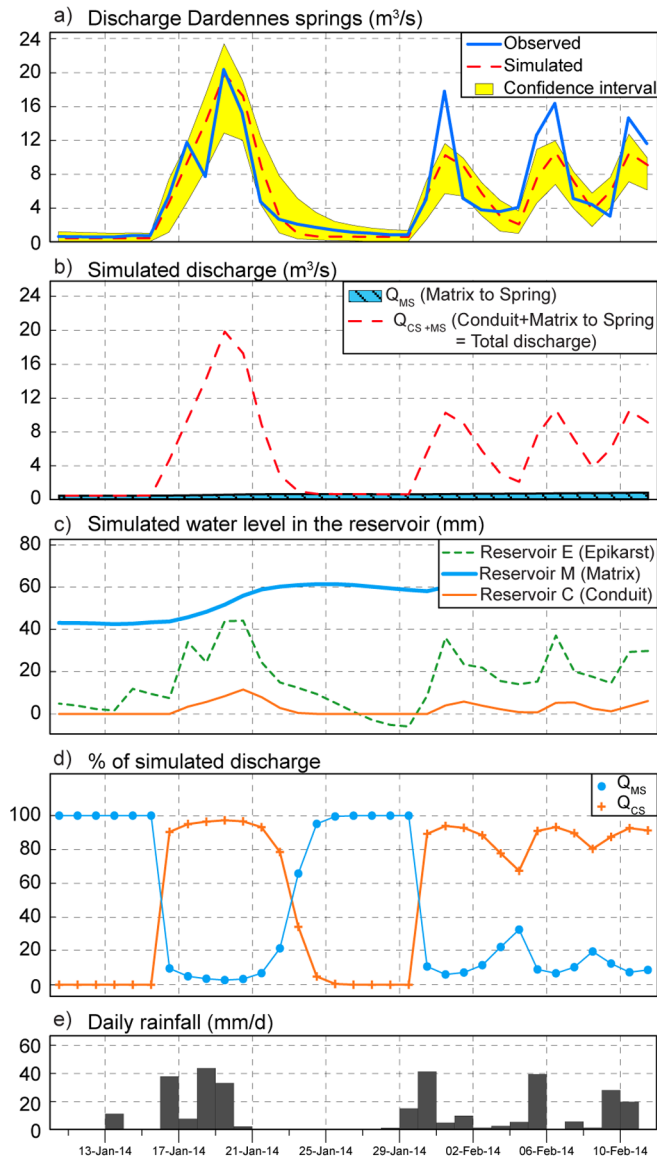 a) Discharge Dardennes springs (m³/s)
24
20
16
12
8
4
0
Observed
Simulated
Confidence interval
b) Simulated discharge (m³/s)
24
20
16
12
8
4
0
QMS (Matrix to Spring)
QCS +MS (Conduit+Matrix to Spring
= Total discharge)
c) Simulated water level in the reservoir (mm)
80
60
40
20
0
Reservoir E (Epikarst)
Reservoir M (Matrix)
Reservoir C (Conduit)
d) % of simulated discharge
100
80
60
40
20
0
QMS
QCS
e) Daily rainfall (mm/d)
60
40
20
0
13-Jan-14 17-Jan-14 21-Jan-14 25-Jan-14 29-Jan-14 02-Feb-14 06-Feb-14 10-Feb-14